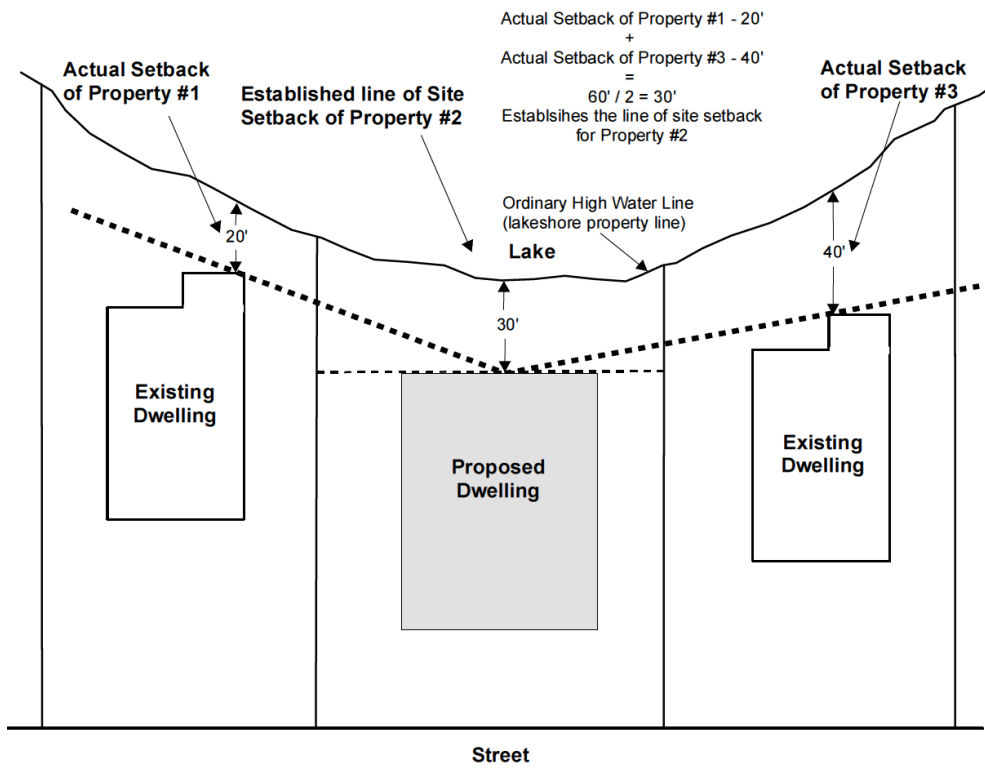 Actual Setback of Property #1 - 20'
+
Actual Setback of Property #3 - 40'
=
60' / 2 = 30'
Establsihes the line of site setback
for Property #2
Actual Setback
of Property #1
Established line of Site
Setback of Property #2
Actual Setback
of Property #3
Ordinary High Water Line
(lakeshore property line)
Lake
20'
40'
30'
Existing
Dwelling
Proposed
Dwelling
Existing
Dwelling
Street